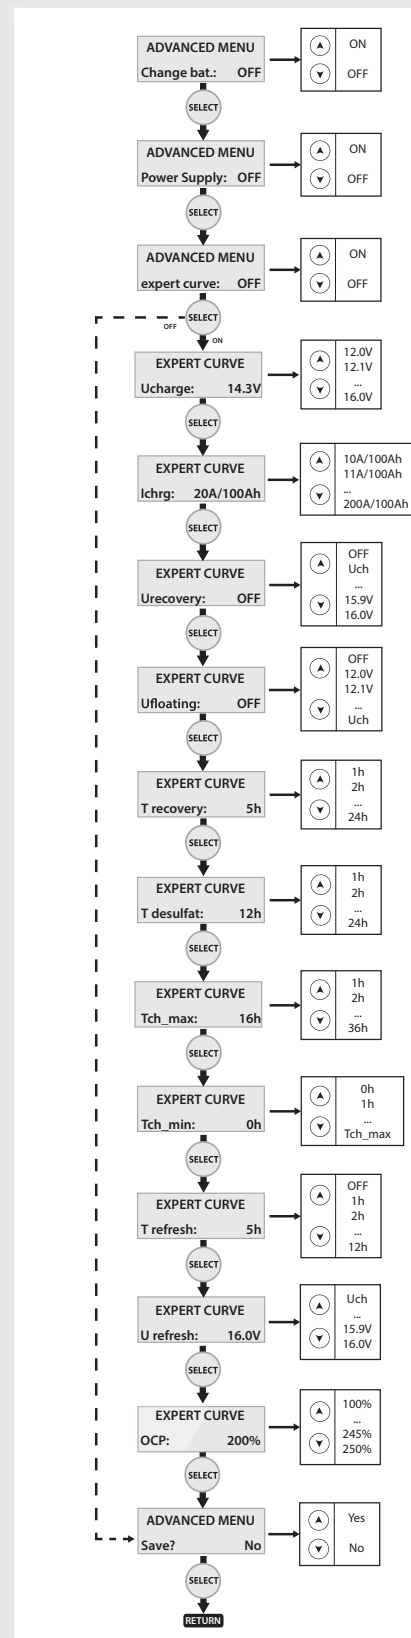 ADVANCED MENU
Change bat.: OFF
ON
OFF
SELECT
ADVANCED MENU
Power Supply: OFF
ON
OFF
SELECT
ADVANCED MENU
expert curve: OFF
ON
OFF
SELECT
OFF
ON
EXPERT CURVE
Ucharge: 14.3V
12.0V
12.1V
...
16.0V
SELECT
EXPERT CURVE
Ichrg: 20A/100Ah
10A/100Ah
11A/100Ah
...
200A/100Ah
SELECT
EXPERT CURVE
Urecovery: OFF
OFF
Uch
...
15.9V
16.0V
SELECT
EXPERT CURVE
Ufloating: OFF
OFF
12.0V
12.1V
...
Uch
SELECT
EXPERT CURVE
T recovery: 5h
1h
2h
...
24h
SELECT
EXPERT CURVE
T desulfat: 12h
1h
2h
...
24h
SELECT
EXPERT CURVE
Tch_max: 16h
1h
2h
...
36h
SELECT
EXPERT CURVE
Tch_min: 0h
0h
1h
...
Tch_max
SELECT
EXPERT CURVE
T refresh: 5h
OFF
1h
2h
...
12h
SELECT
EXPERT CURVE
U refresh: 16.0V
Uch
...
15.9V
16.0V
SELECT
EXPERT CURVE
OCP: 200%
100%
...
245%
250%
SELECT
ADVANCED MENU
Save? No
Yes
No
SELECT
RETURN